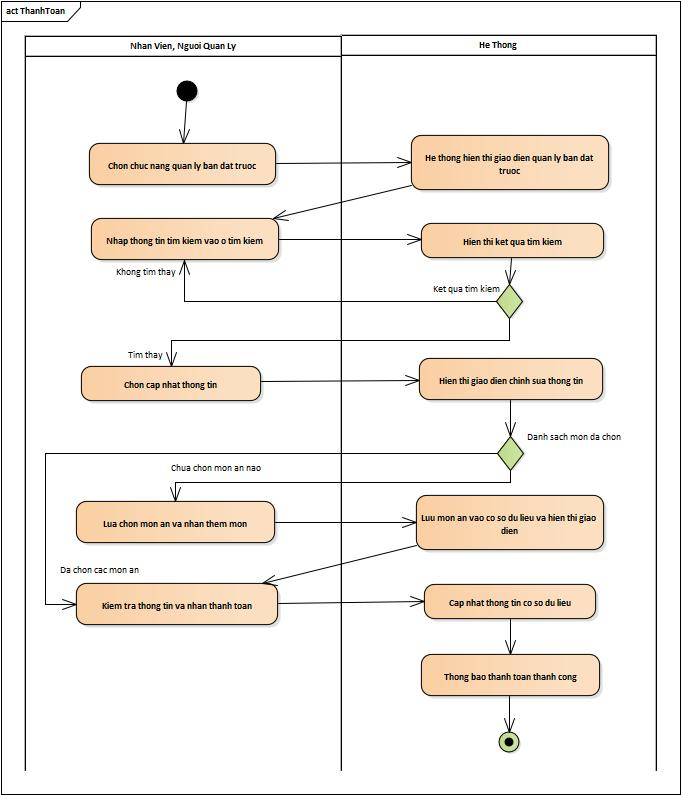 act ThanhToan
Nhan Vien, Nguoi Quan Ly
He Thong
Chon chuc nang quan ly ban dat truoc
He thong hien thi giao dien quan ly ban dat
truoc
Nhap thong tin tim kiem vao o tim kiem
Hien thi ket qua tim kiem
Khong tim thay
Ket qua tim kiem
Tim thay
Chon cap nhat thong tin
Hien thi giao dien chinh sua thong tin
Danh sach mon da chon
Chua chon mon an nao
Lua chon mon an va nhan them mon
Luu mon an vao co so du lieu va hien thi giao
dien
Da chon cac mon an
Kiem tra thong tin va nhan thanh toan
Cap nhat thong tin co so du lieu
Thong bao thanh toan thanh cong